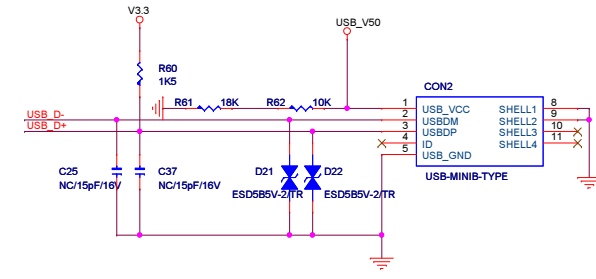 V3.3
USB_V50
R60
1K5
R61
18K
R62
10K
CON2
USB_D-
USB_D+
1
2
3
4
5
USB_VCC
USBDM
USBDP
ID
USB_GND
SHELL1
SHELL2
SHELL3
SHELL4
8
9
10
11
USB-MINIB-TYPE
C25
NC/15pF/16V
C37
NC/15pF/16V
D21
ESD5B5V-2/TR
D22
ESD5B5V-2/TR